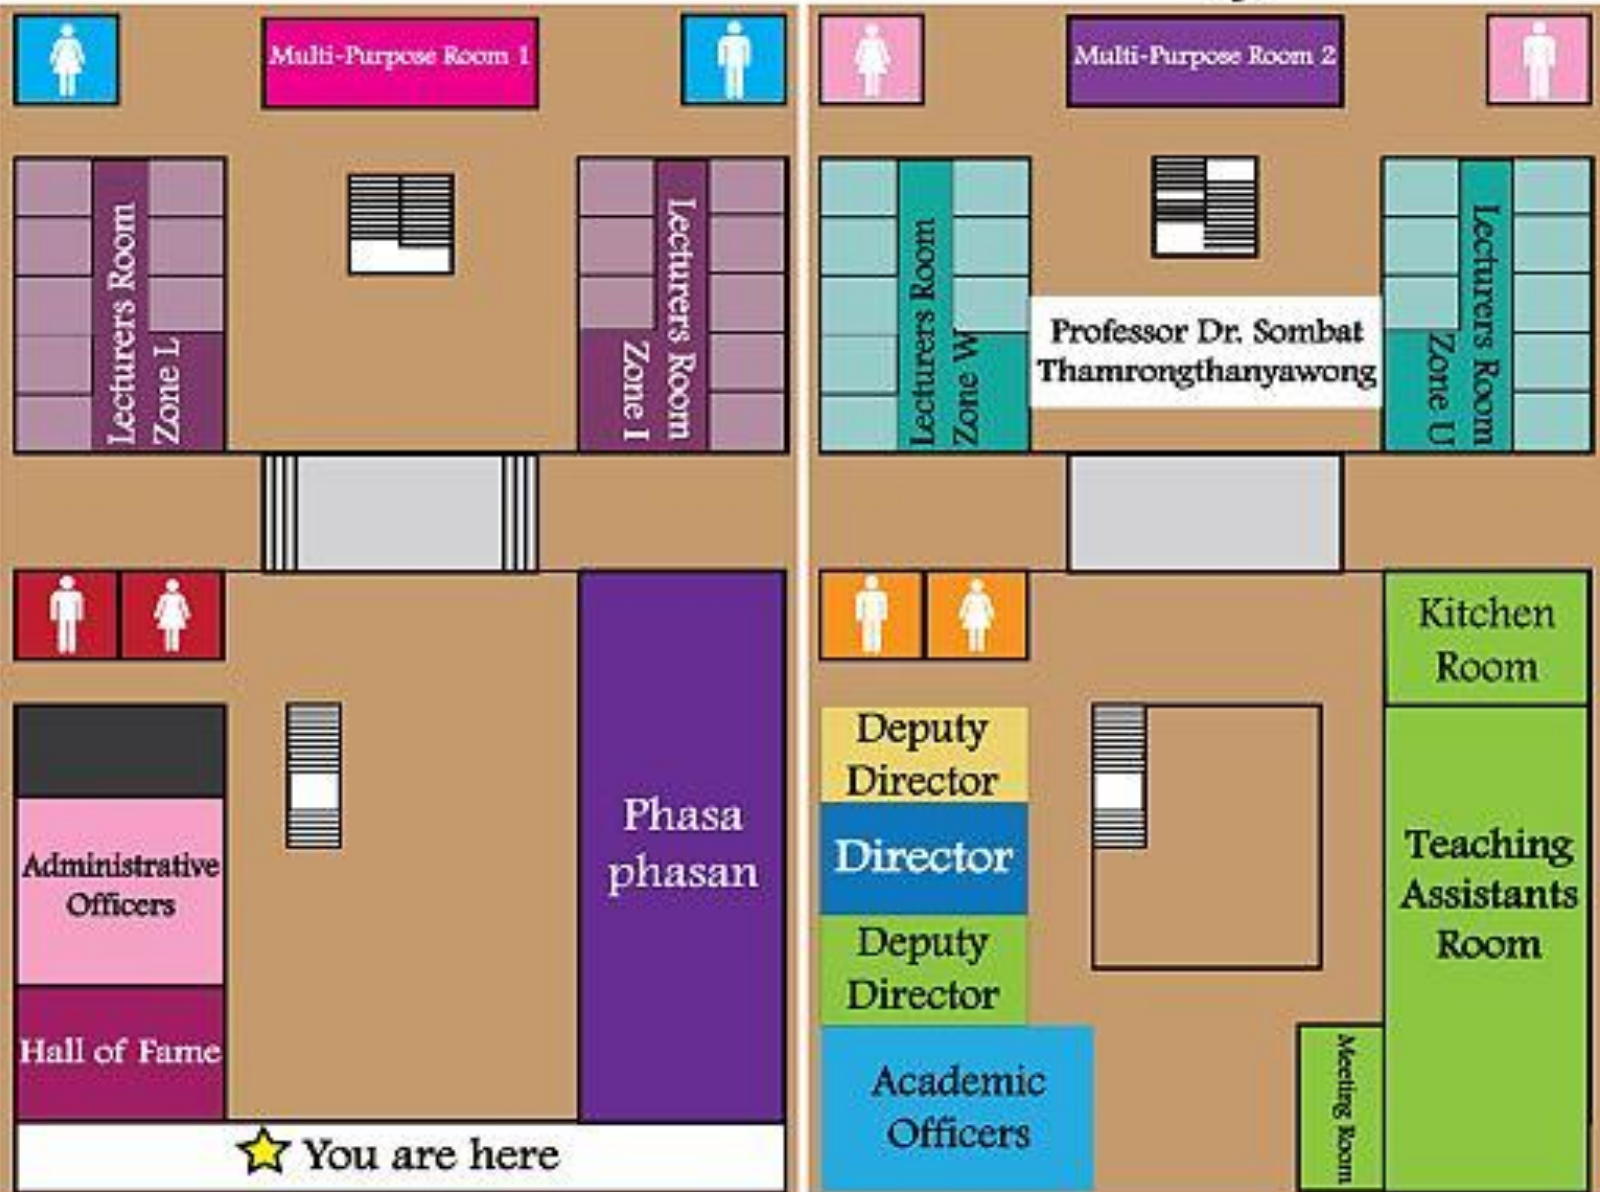 Multi-Purpose Room 1
Lecturers Room
Zone L
Lecturers Room
Zone I
Administrative
Officers
Hall of Fame
Phasa
phasan
You are here
Multi-Purpose Room 2
Lecturers Room
Zone W
Professor Dr. Sombat
Thamrongthanyawong
Lecturers Room
Zone U
Kitchen
Room
Deputy
Director
Director
Deputy
Director
Academic
Officers
Teaching
Assistants
Room
Meeting Room